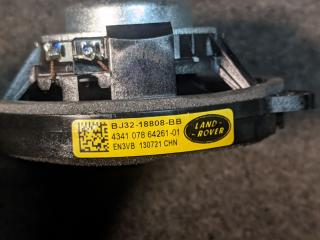 BJ32-18808-BB
4341 078 64261-01
EN3VB 130721 CHN
LAND-
ROVER